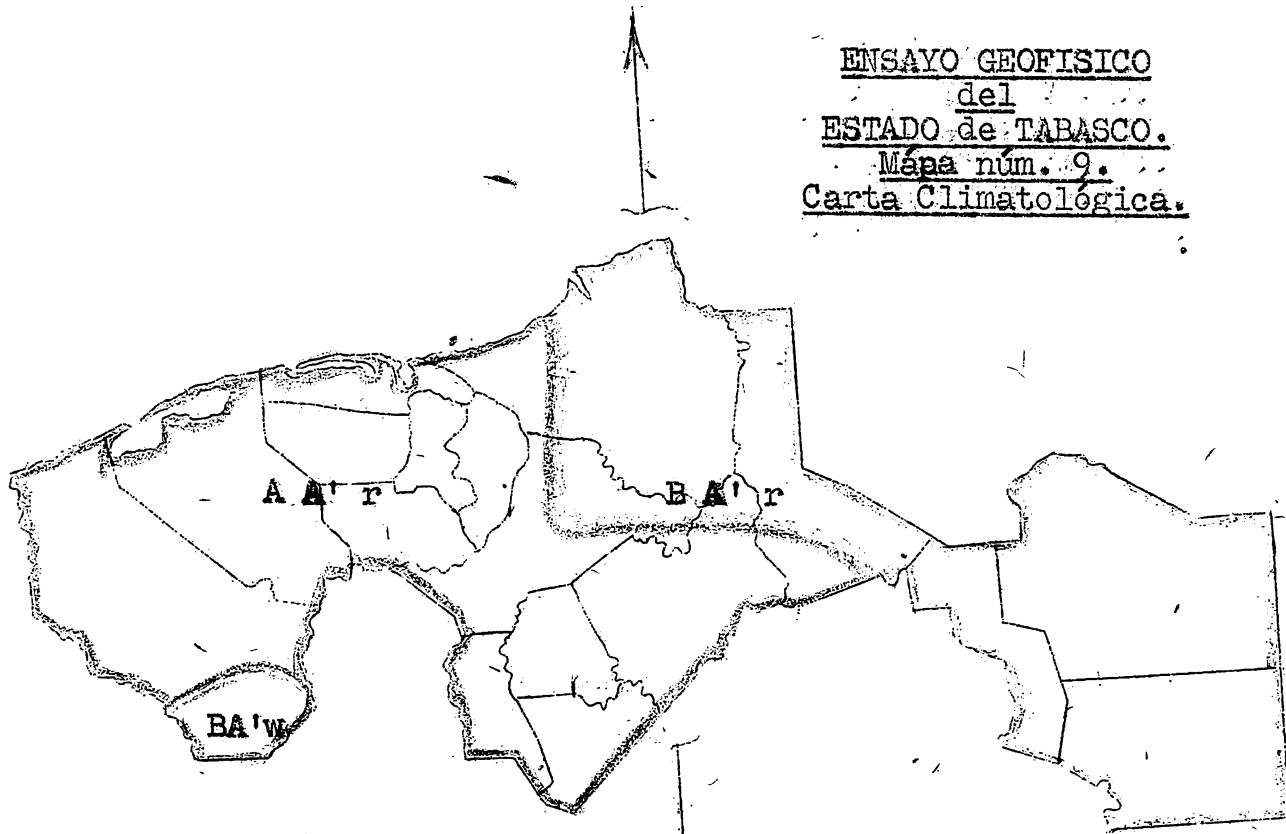 ENSAYO GEOFISICO
del
ESTADO de TABASCO.
Mápa núm. 9.
Carta Climatológica.
A A' r
B A' r
BA'w